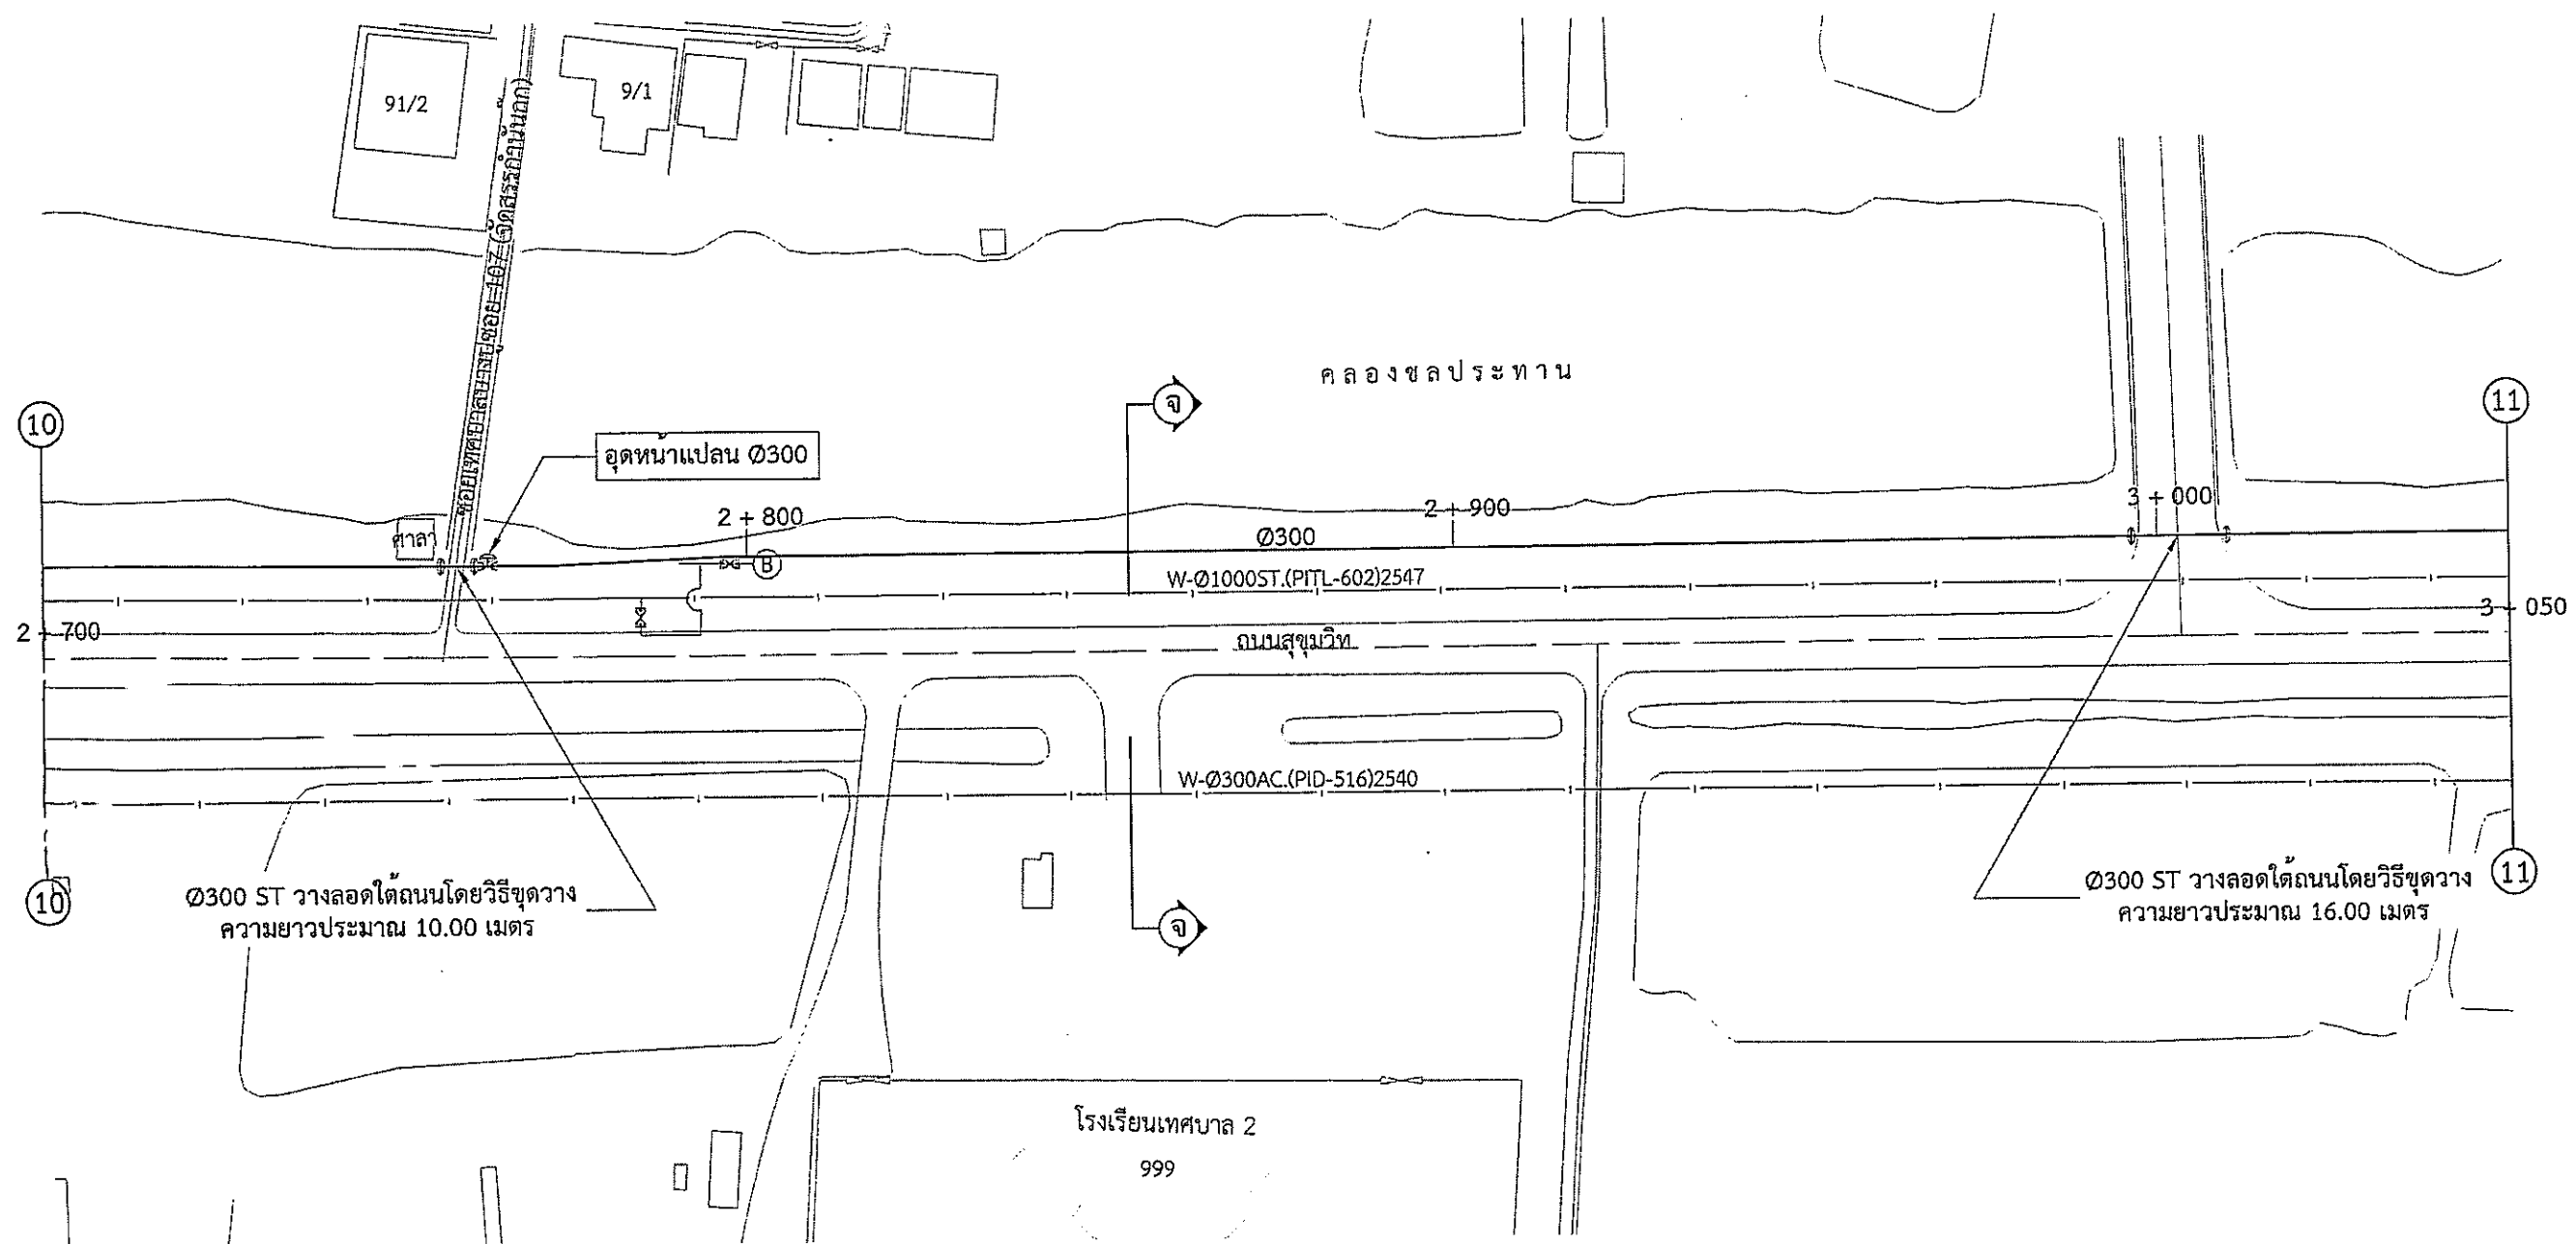 91/2
9/1
ซอยเทศบาลบางปูซอย 107 (จัดสรรกำนันถก)
คลองชลประทาน
จ
10
11
อุดหน้าแปลน Ø300
2 + 800
2 + 900
3 + 000
ศาลา
Ø300
B
W-Ø1000ST.(PITL-602)2547
2 + 700
3 + 050
ถนนสุขุมวิท
W-Ø300AC.(PID-516)2540
10
11
Ø300 ST วางลอดใต้ถนนโดยวิธีขุดวาง
ความยาวประมาณ 10.00 เมตร
จ
Ø300 ST วางลอดใต้ถนนโดยวิธีขุดวาง
ความยาวประมาณ 16.00 เมตร
โรงเรียนเทศบาล 2
999